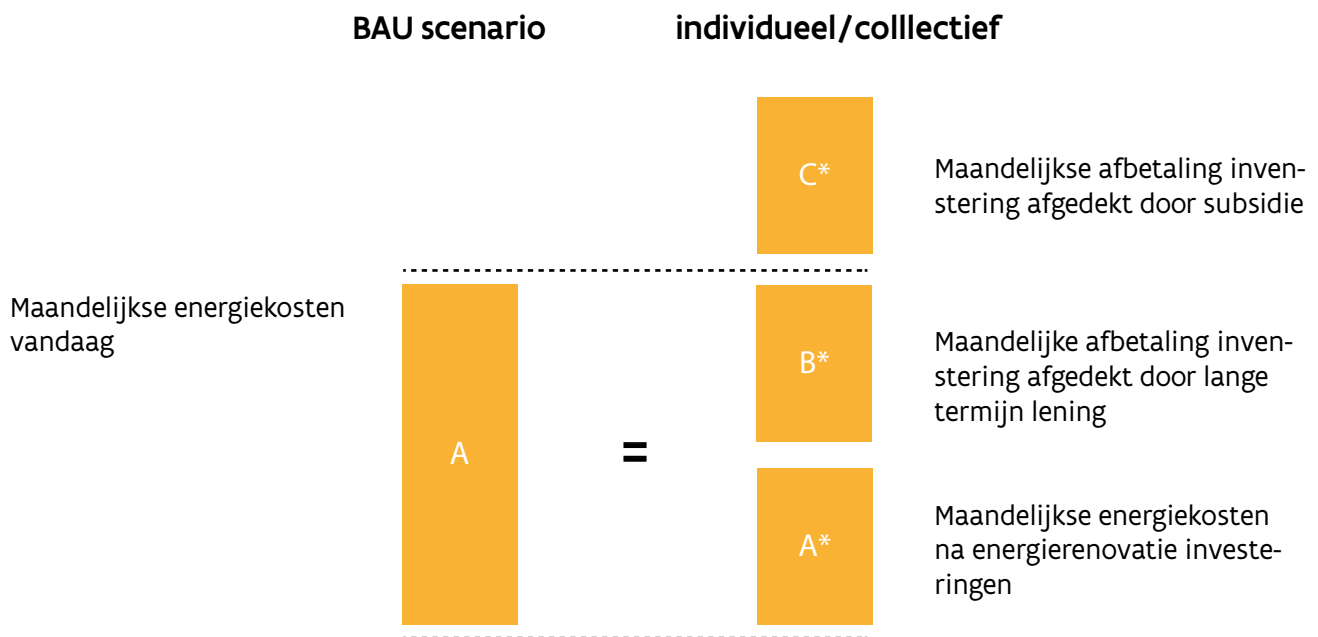 BAU scenario
individueel/colllectief
C*
Maandelijkse afbetaling inven-
stering afgedekt door subsidie
Maandelijkse energiekosten
vandaag
B*
Maandelijke afbetaling inven-
stering afgedekt door lange
termijn lening
A
=
A*
Maandelijkse energiekosten
na energierenovatie investe-
ringen